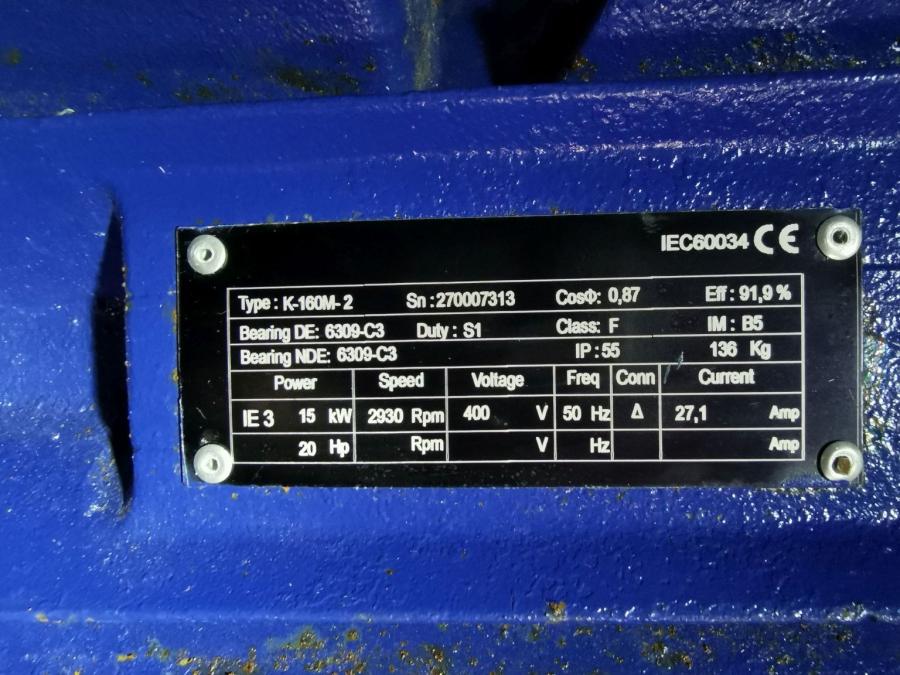 IEC60034 CE
Type : K-160M- 2 Sn :270007313 CosΦ: 0,87 Eff : 91,9 %
Bearing DE: 6309-C3 Duty : S1 Class: F IM : B5
Bearing NDE: 6309-C3 IP : 55 136 Kg
Power Speed Voltage Freq Conn Current
IE 3 15 kW 2930 Rpm 400 V 50 Hz Δ 27,1 Amp
20 Hp Rpm V Hz Amp